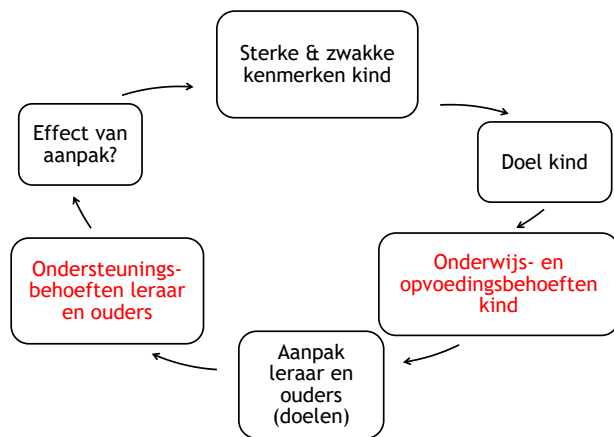 Sterke & zwakke
kenmerken kind
Doel kind
Onderwijs- en
opvoedingsbehoeften
kind
Aanpak
leraar en
ouders
(doelen)
Ondersteunings-
behoeften leraar
en ouders
Effect van
aanpak?